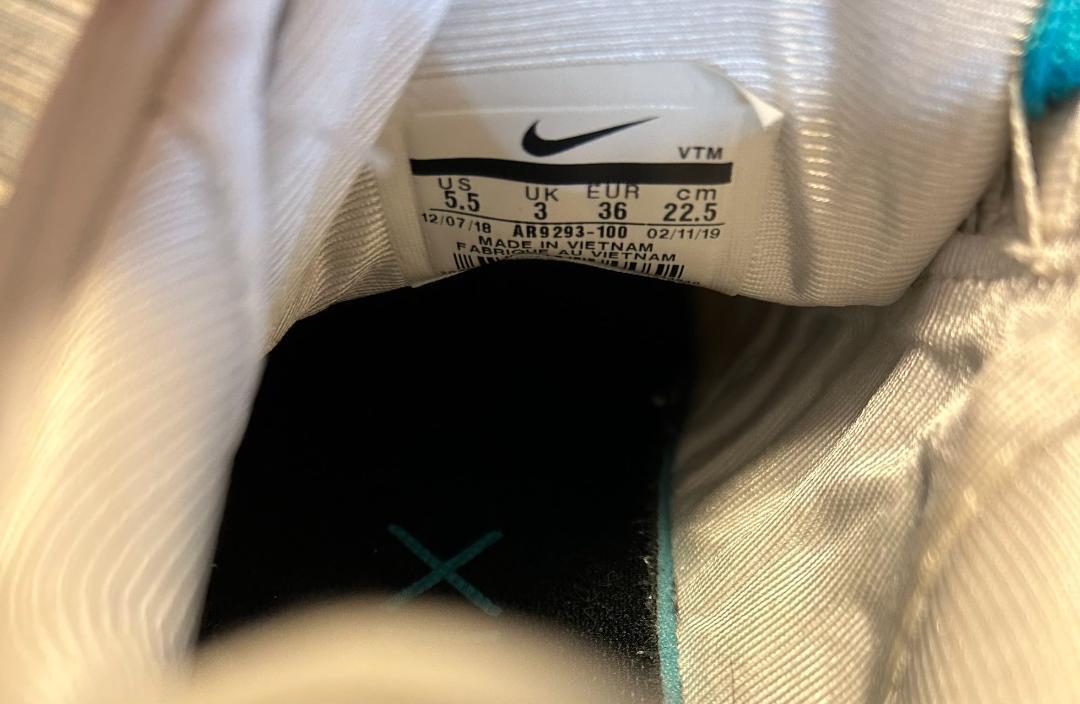 VTM
US UK EUR cm
5.5 3 36 22.5
12/07/18 AR9293-100 02/11/19
MADE IN VIETNAM
FABRIQUE AU VIETNAM